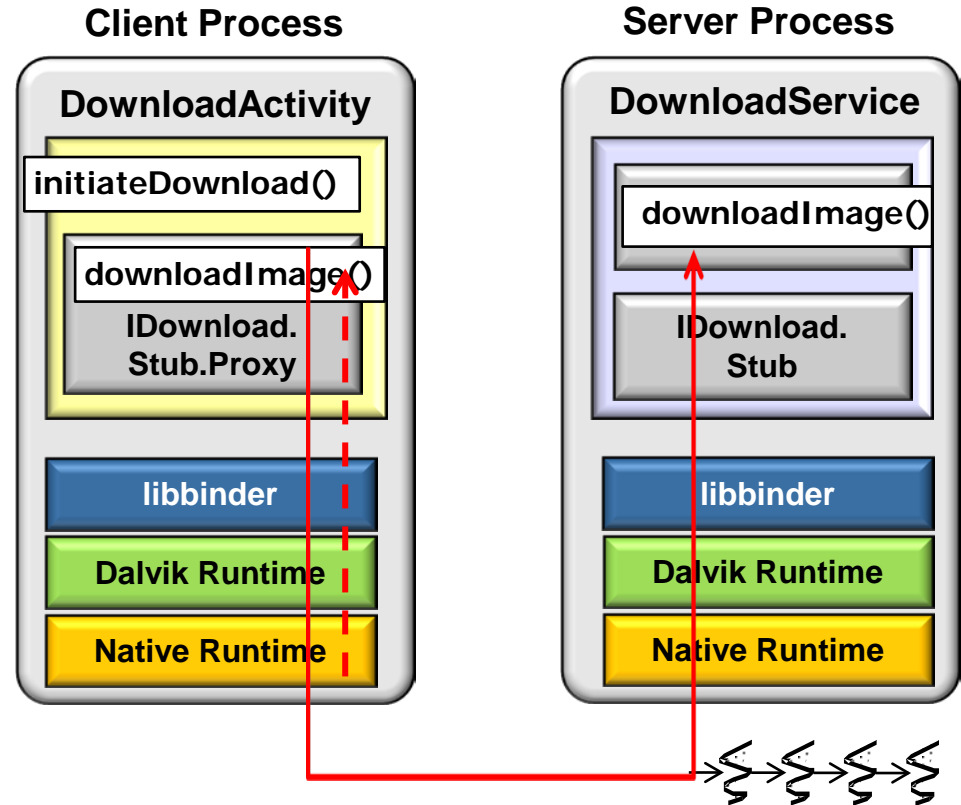 Client Process
DownloadActivity
initiateDownload()
downloadImage()
IDownload.
Stub.Proxy
libbinder
Dalvik Runtime
Native Runtime
Server Process
DownloadService
downloadImage()
IDownload.
Stub
libbinder
Dalvik Runtime
Native Runtime